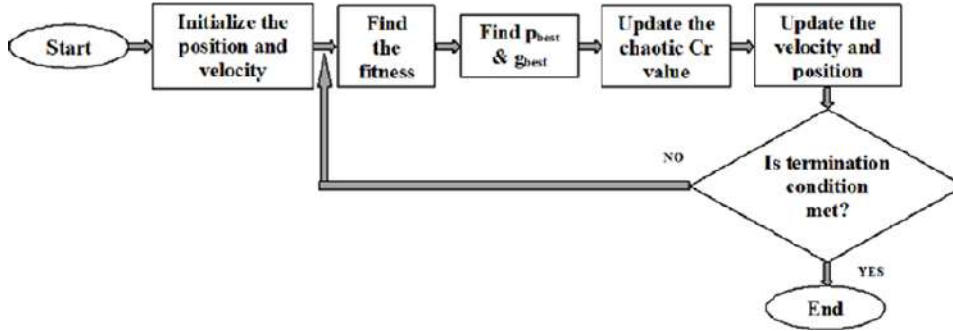 Start
Initialize the
position and
velocity
Find
the
fitness
Find pbest
& gbest
Update the
chaotic Cr
value
Update the
velocity and
position
Is termination
condition
met?
NO
YES
End